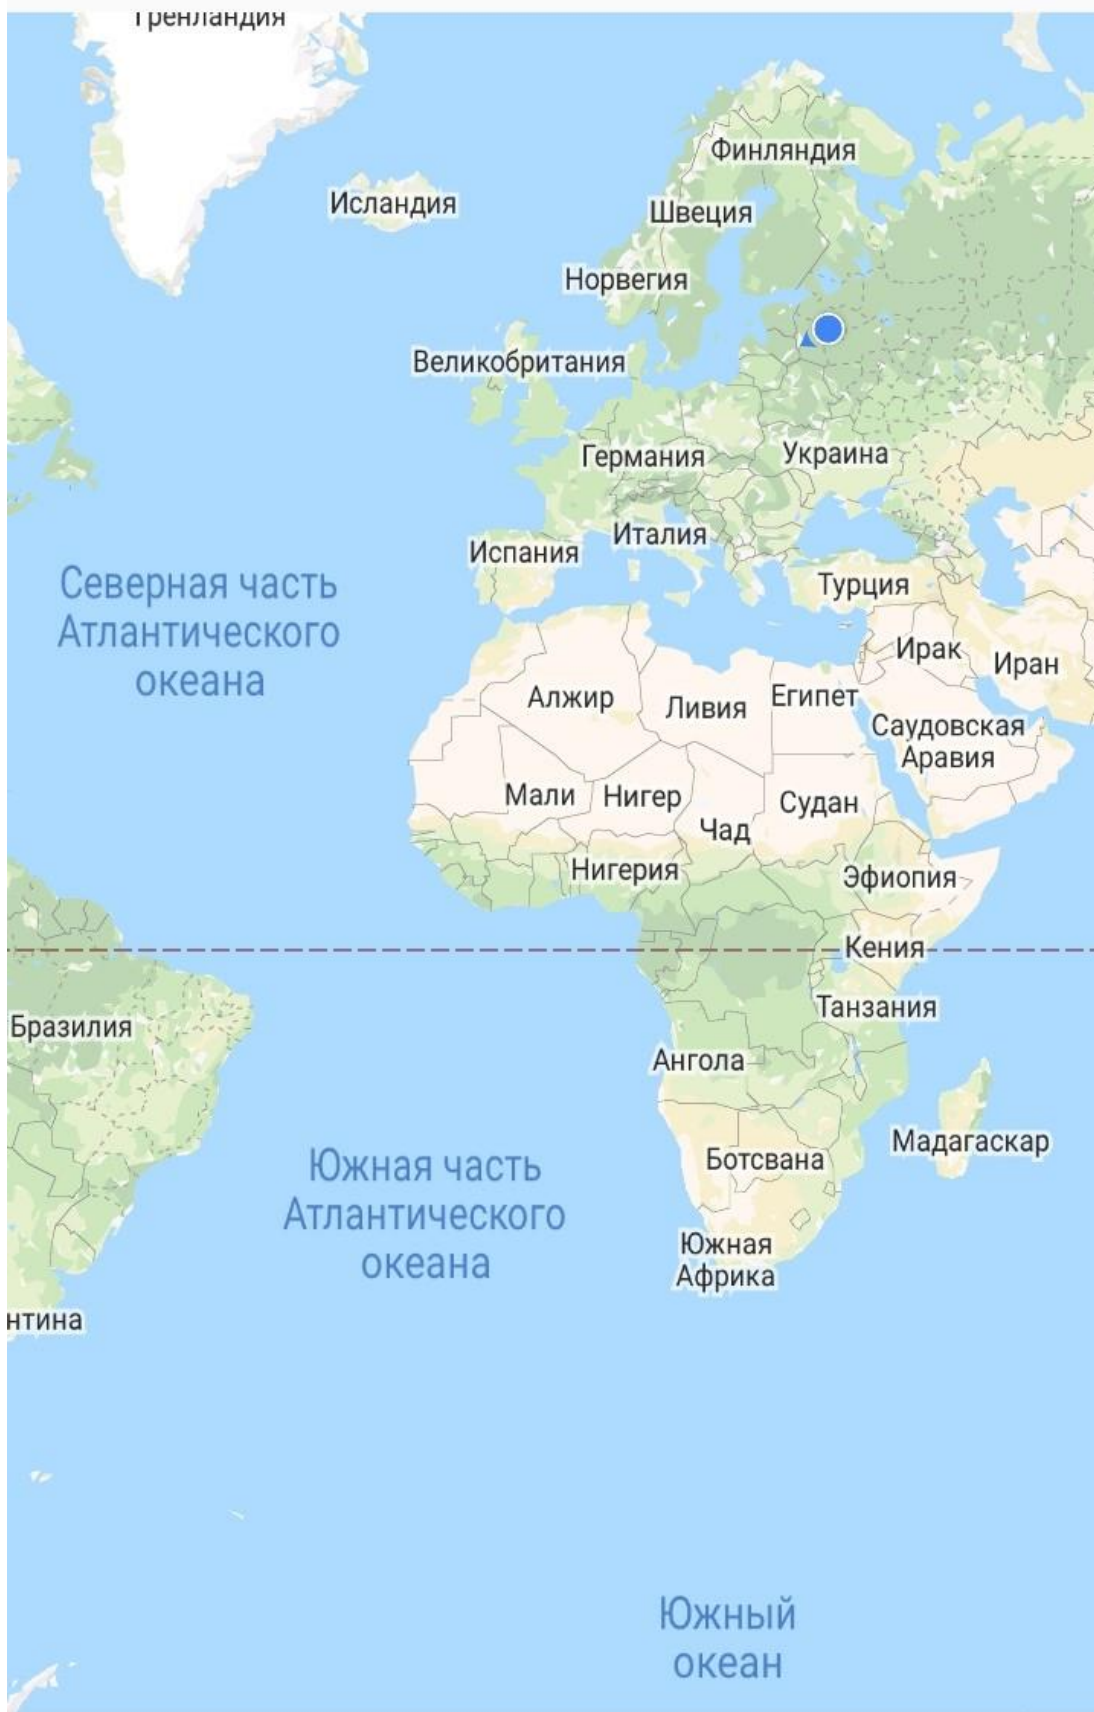 Гренландия
Финляндия
Исландия
Швеция
Норвегия
Великобритания
Германия
Украина
Италия
Испания
Турция
Северная часть
Атлантического
океана
Ирак
Иран
Алжир
Ливия
Египет
Саудовская
Аравия
Мали
Нигер
Судан
Чад
Нигерия
Эфиопия
Кения
Танзания
Бразилия
Ангола
Мадагаскар
Ботсвана
Южная часть
Атлантического
океана
Южная
Африка
нтина
Южный
океан